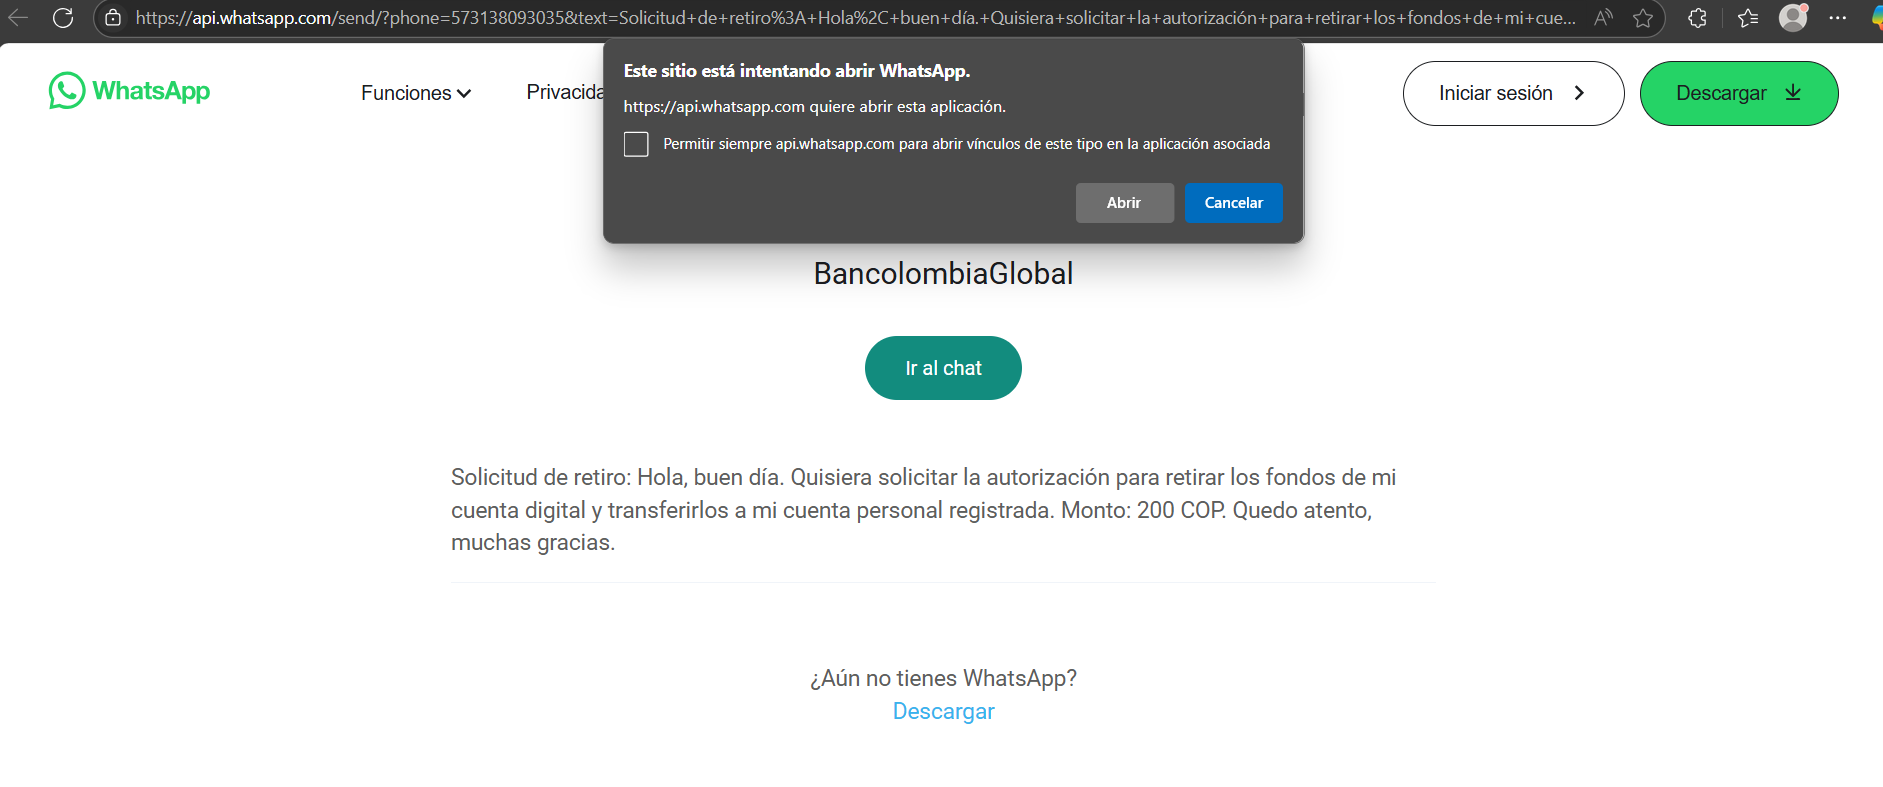 https://api.whatsapp.com/send/?phone=573138093035&text=Solicitud+de+retiro%3A+Hola%2C+buen+día.+Quisiera+solicitar+la+autorización+para+retirar+los+fondos+de+mi+cue...
WhatsApp
Funciones
Privacida
Este sitio está intentando abrir WhatsApp.
https://api.whatsapp.com quiere abrir esta aplicación.
Permitir siempre api.whatsapp.com para abrir vínculos de este tipo en la aplicación asociada
Abrir
Cancelar
Iniciar sesión
Descargar
BancolombiaGlobal
Ir al chat
Solicitud de retiro: Hola, buen día. Quisiera solicitar la autorización para retirar los fondos de mi
cuenta digital y transferirlos a mi cuenta personal registrada. Monto: 200 COP. Quedo atento,
muchas gracias.
¿Aún no tienes WhatsApp?
Descargar